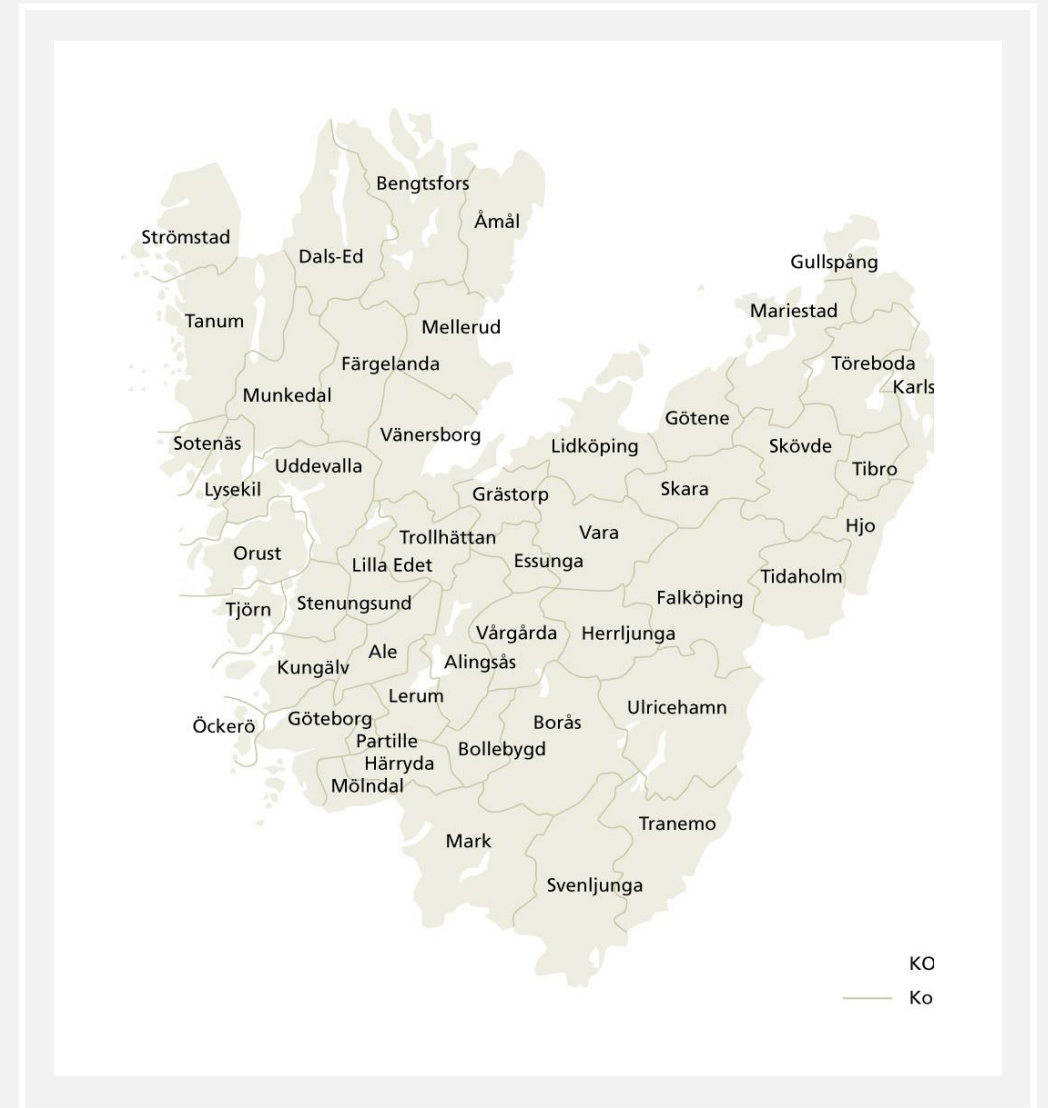 Bengtsfors
Åmål
Strömstad
Dals-Ed
Gullspång
Mariestad
Tanum
Mellerud
Färgelanda
Töreboda
Karls
Munkedal
Götene
Vänersborg
Sotenäs
Lidköping
Skövde
Uddevalla
Tibro
Lysekil
Grästorp
Skara
Hjo
Vara
Trollhättan
Orust
Essunga
Lilla Edet
Tidaholm
Falköping
Stenungsund
Tjörn
Vårgårda
Herrljunga
Ale
Alingsås
Kungälv
Lerum
Ulricehamn
Göteborg
Borås
Öckerö
Partille
Bollebygd
Härryda
Mölndal
Tranemo
Mark
Svenljunga
KO
Ko